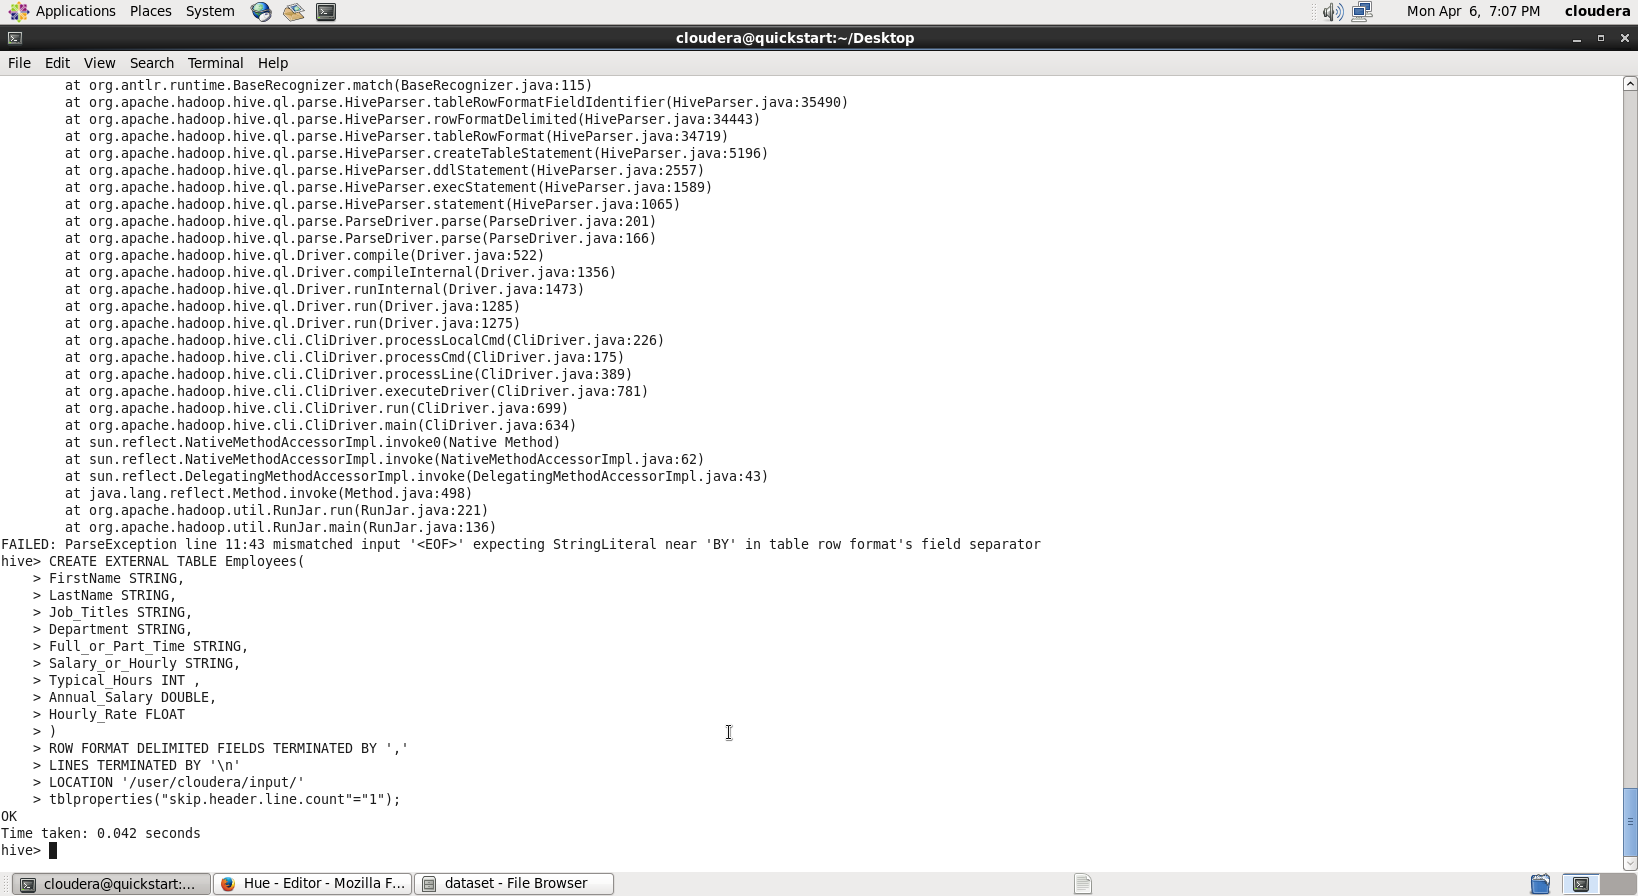 Applications Places System Mon Apr 6, 7:07 PM cloudera
cloudera@quickstart:~/Desktop
File Edit View Search Terminal Help
at org.antlr.runtime.BaseRecognizer.match(BaseRecognizer.java:115)
at org.apache.hadoop.hive.ql.parse.HiveParser.tableRowFormatFieldIdentifier(HiveParser.java:35490)
at org.apache.hadoop.hive.ql.parse.HiveParser.rowFormatDelimited(HiveParser.java:34443)
at org.apache.hadoop.hive.ql.parse.HiveParser.tableRowFormat(HiveParser.java:34719)
at org.apache.hadoop.hive.ql.parse.HiveParser.createTableStatement(HiveParser.java:5196)
at org.apache.hadoop.hive.ql.parse.HiveParser.ddlStatement(HiveParser.java:2557)
at org.apache.hadoop.hive.ql.parse.HiveParser.execStatement(HiveParser.java:1589)
at org.apache.hadoop.hive.ql.parse.HiveParser.statement(HiveParser.java:1065)
at org.apache.hadoop.hive.ql.parse.ParseDriver.parse(ParseDriver.java:201)
at org.apache.hadoop.hive.ql.parse.ParseDriver.parse(ParseDriver.java:166)
at org.apache.hadoop.hive.ql.Driver.compile(Driver.java:522)
at org.apache.hadoop.hive.ql.Driver.compileInternal(Driver.java:1356)
at org.apache.hadoop.hive.ql.Driver.runInternal(Driver.java:1473)
at org.apache.hadoop.hive.ql.Driver.run(Driver.java:1285)
at org.apache.hadoop.hive.ql.Driver.run(Driver.java:1275)
at org.apache.hadoop.hive.cli.CliDriver.processLocalCmd(CliDriver.java:226)
at org.apache.hadoop.hive.cli.CliDriver.processCmd(CliDriver.java:175)
at org.apache.hadoop.hive.cli.CliDriver.processLine(CliDriver.java:389)
at org.apache.hadoop.hive.cli.CliDriver.executeDriver(CliDriver.java:781)
at org.apache.hadoop.hive.cli.CliDriver.run(CliDriver.java:699)
at org.apache.hadoop.hive.cli.CliDriver.main(CliDriver.java:634)
at sun.reflect.NativeMethodAccessorImpl.invoke0(Native Method)
at sun.reflect.NativeMethodAccessorImpl.invoke(NativeMethodAccessorImpl.java:62)
at sun.reflect.DelegatingMethodAccessorImpl.invoke(DelegatingMethodAccessorImpl.java:43)
at java.lang.reflect.Method.invoke(Method.java:498)
at org.apache.hadoop.util.RunJar.run(RunJar.java:221)
at org.apache.hadoop.util.RunJar.main(RunJar.java:136)
FAILED: ParseException line 11:43 mismatched input '<EOF>' expecting StringLiteral near 'BY' in table row format's field separator
hive> CREATE EXTERNAL TABLE Employees(
> FirstName STRING,
> LastName STRING,
> Job_Titles STRING,
> Department STRING,
> Full_or_Part_Time STRING,
> Salary_or_Hourly STRING,
> Typical_Hours INT ,
> Annual_Salary DOUBLE,
> Hourly_Rate FLOAT
> )
> ROW FORMAT DELIMITED FIELDS TERMINATED BY ','
> LINES TERMINATED BY '\n'
> LOCATION '/user/cloudera/input/'
> tblproperties("skip.header.line.count"="1");
OK
Time taken: 0.042 seconds
hive>
cloudera@quickstart:... Hue - Editor - Mozilla F... dataset - File Browser